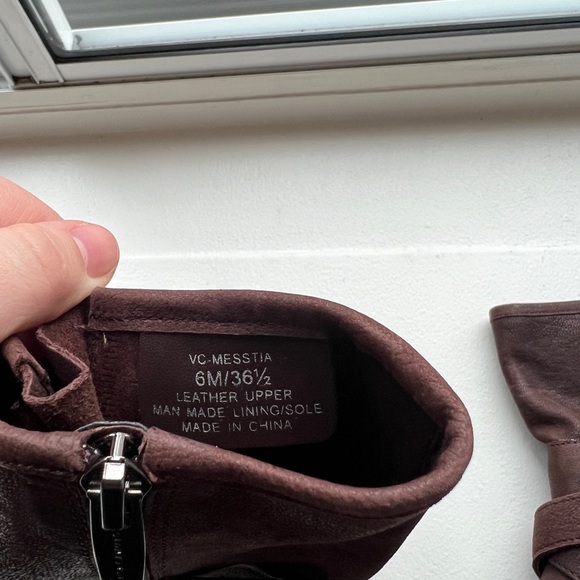 VC-MESSTIA
6M/36½
LEATHER UPPER
MAN MADE LINING/SOLE
MADE IN CHINA